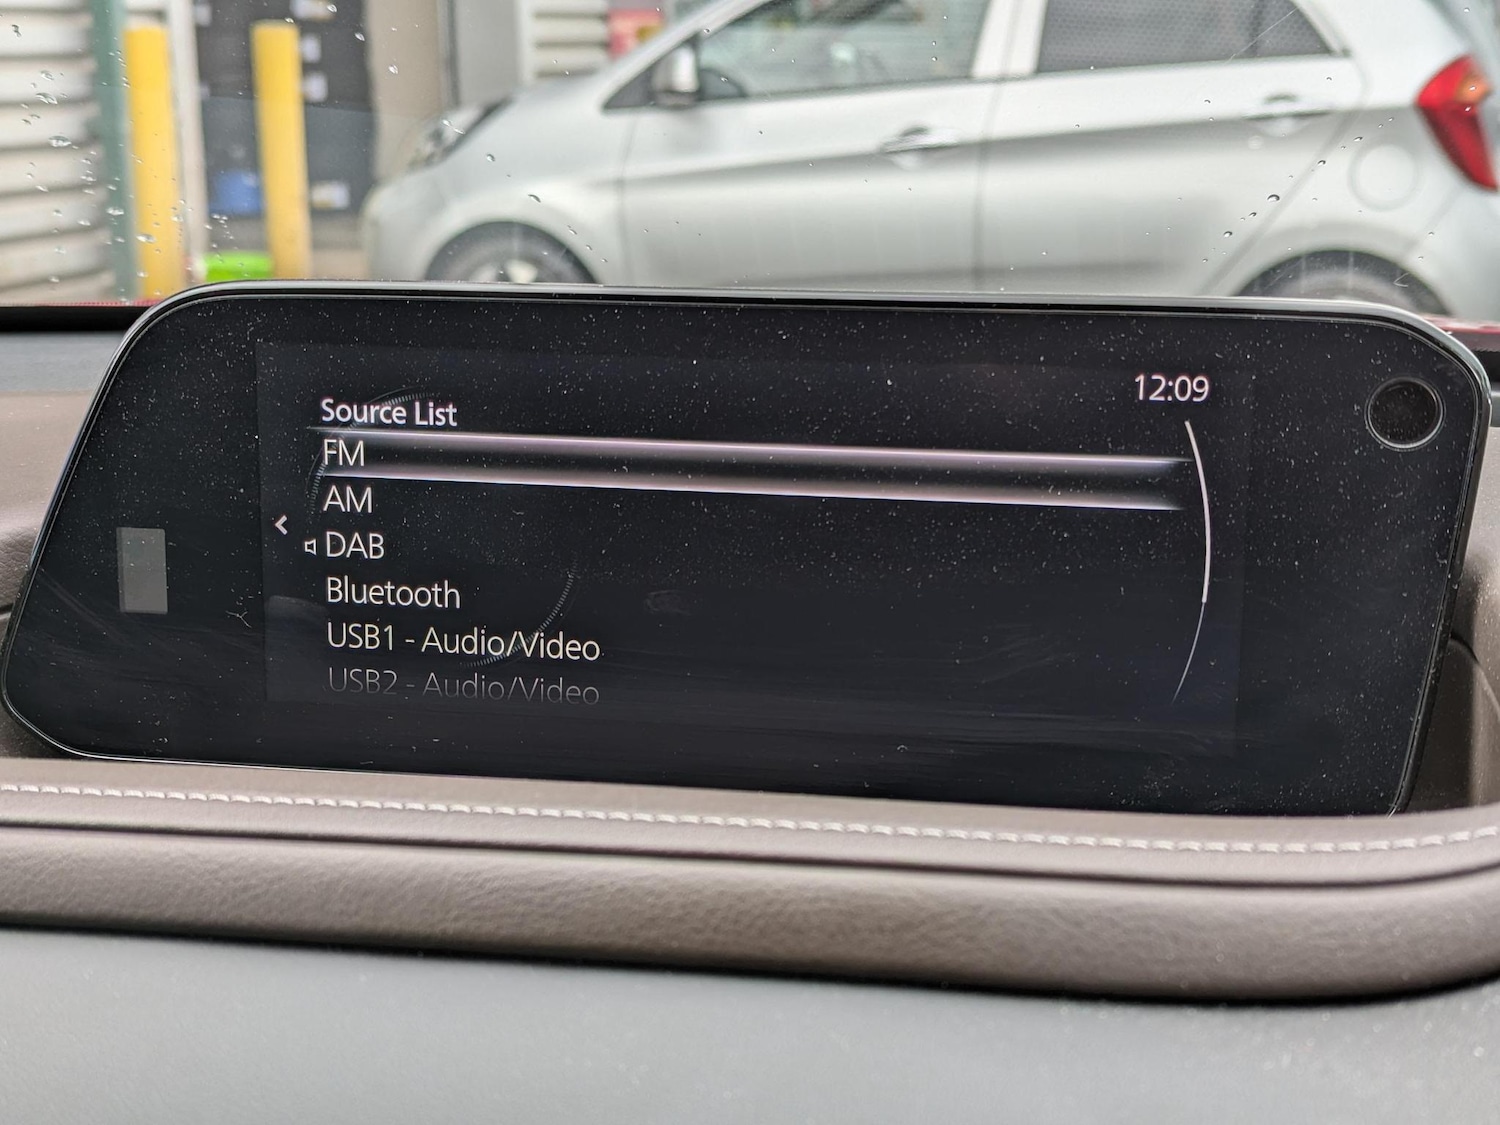 12:09
Source List
FM
AM
DAB
Bluetooth
USB1 - Audio/Video
USB2 - Audio/Video